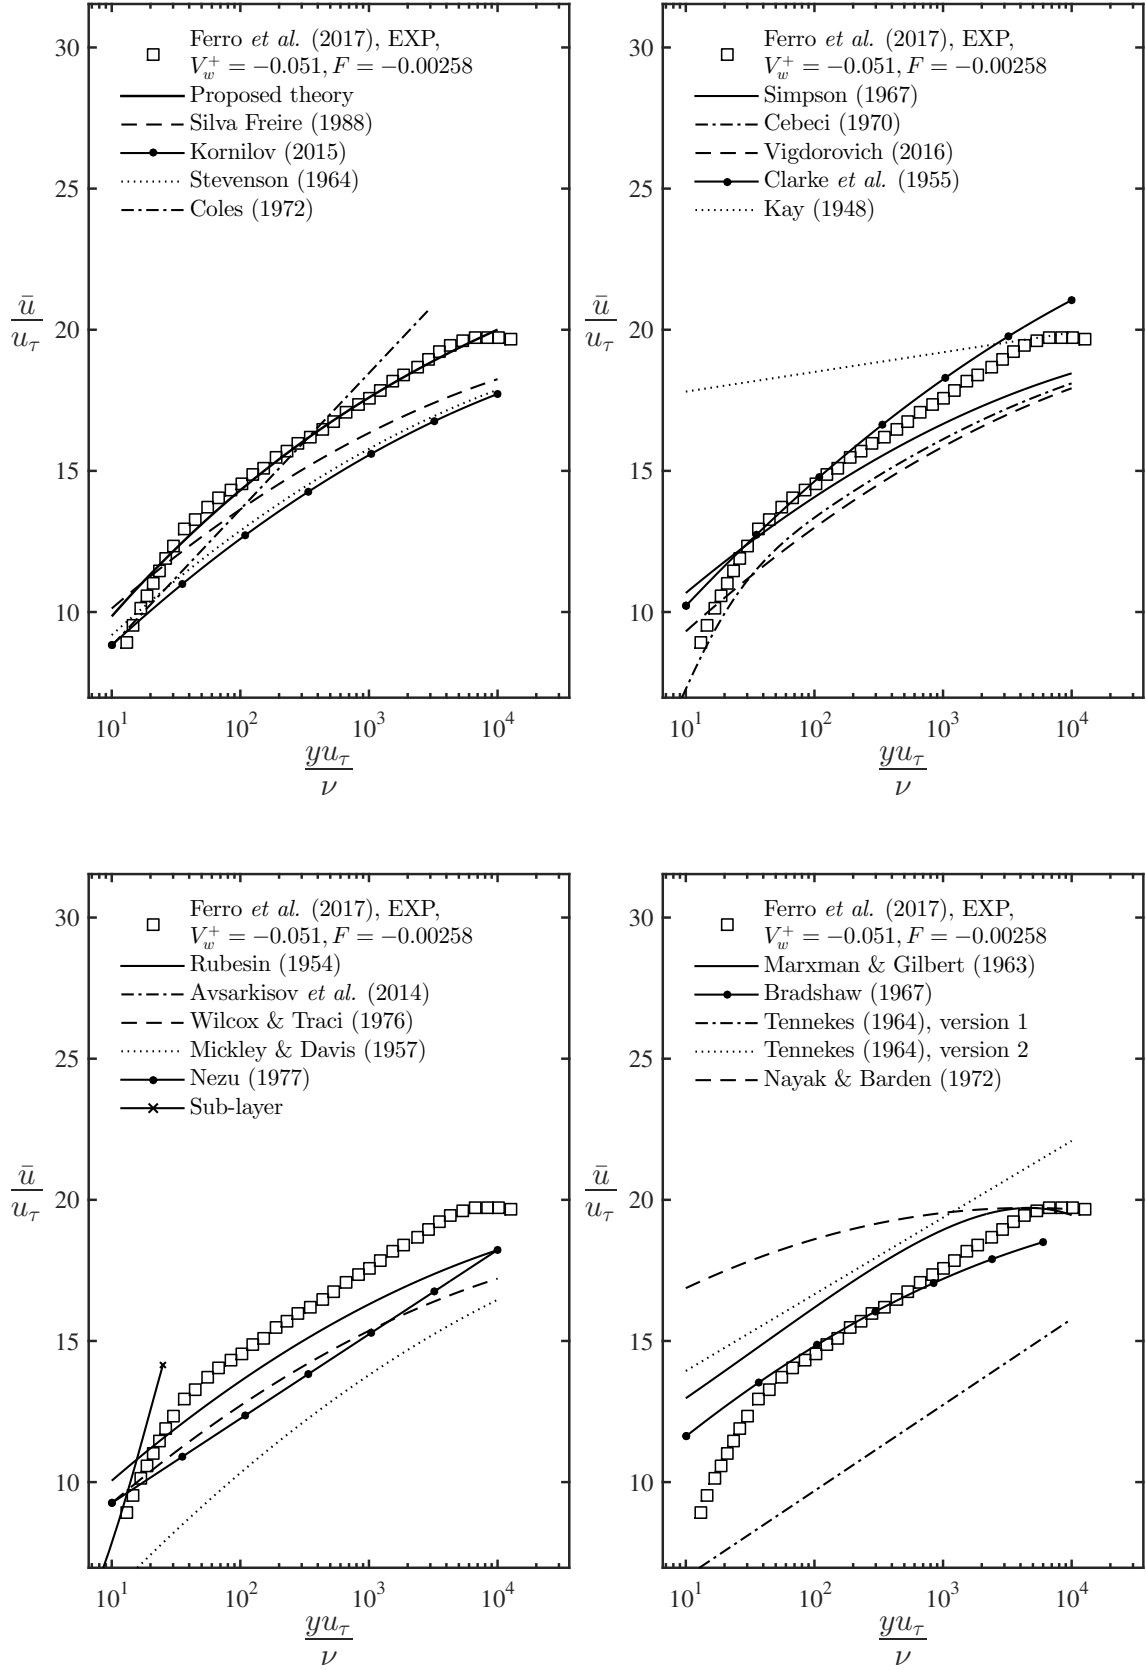 Ferro et al. (2017), EXP,
V_w^+ = −0.051, F = −0.00258
Proposed theory
Silva Freire (1988)
Kornilov (2015)
Stevenson (1964)
Coles (1972)
30
25
20
15
10
ū/u_τ
10^1 10^2 10^3 10^4
yu_τ/ν
Ferro et al. (2017), EXP,
V_w^+ = −0.051, F = −0.00258
Simpson (1967)
Cebeci (1970)
Vigdorovich (2016)
Clarke et al. (1955)
Kay (1948)
30
25
20
15
10
ū/u_τ
10^1 10^2 10^3 10^4
yu_τ/ν
Ferro et al. (2017), EXP,
V_w^+ = −0.051, F = −0.00258
Rubesin (1954)
Avsarkisov et al. (2014)
Wilcox & Traci (1976)
Mickley & Davis (1957)
Nezu (1977)
Sub-layer
30
25
20
15
10
ū/u_τ
10^1 10^2 10^3 10^4
yu_τ/ν
Ferro et al. (2017), EXP,
V_w^+ = −0.051, F = −0.00258
Marxman & Gilbert (1963)
Bradshaw (1967)
Tennekes (1964), version 1
Tennekes (1964), version 2
Nayak & Barden (1972)
30
25
20
15
10
ū/u_τ
10^1 10^2 10^3 10^4
yu_τ/ν